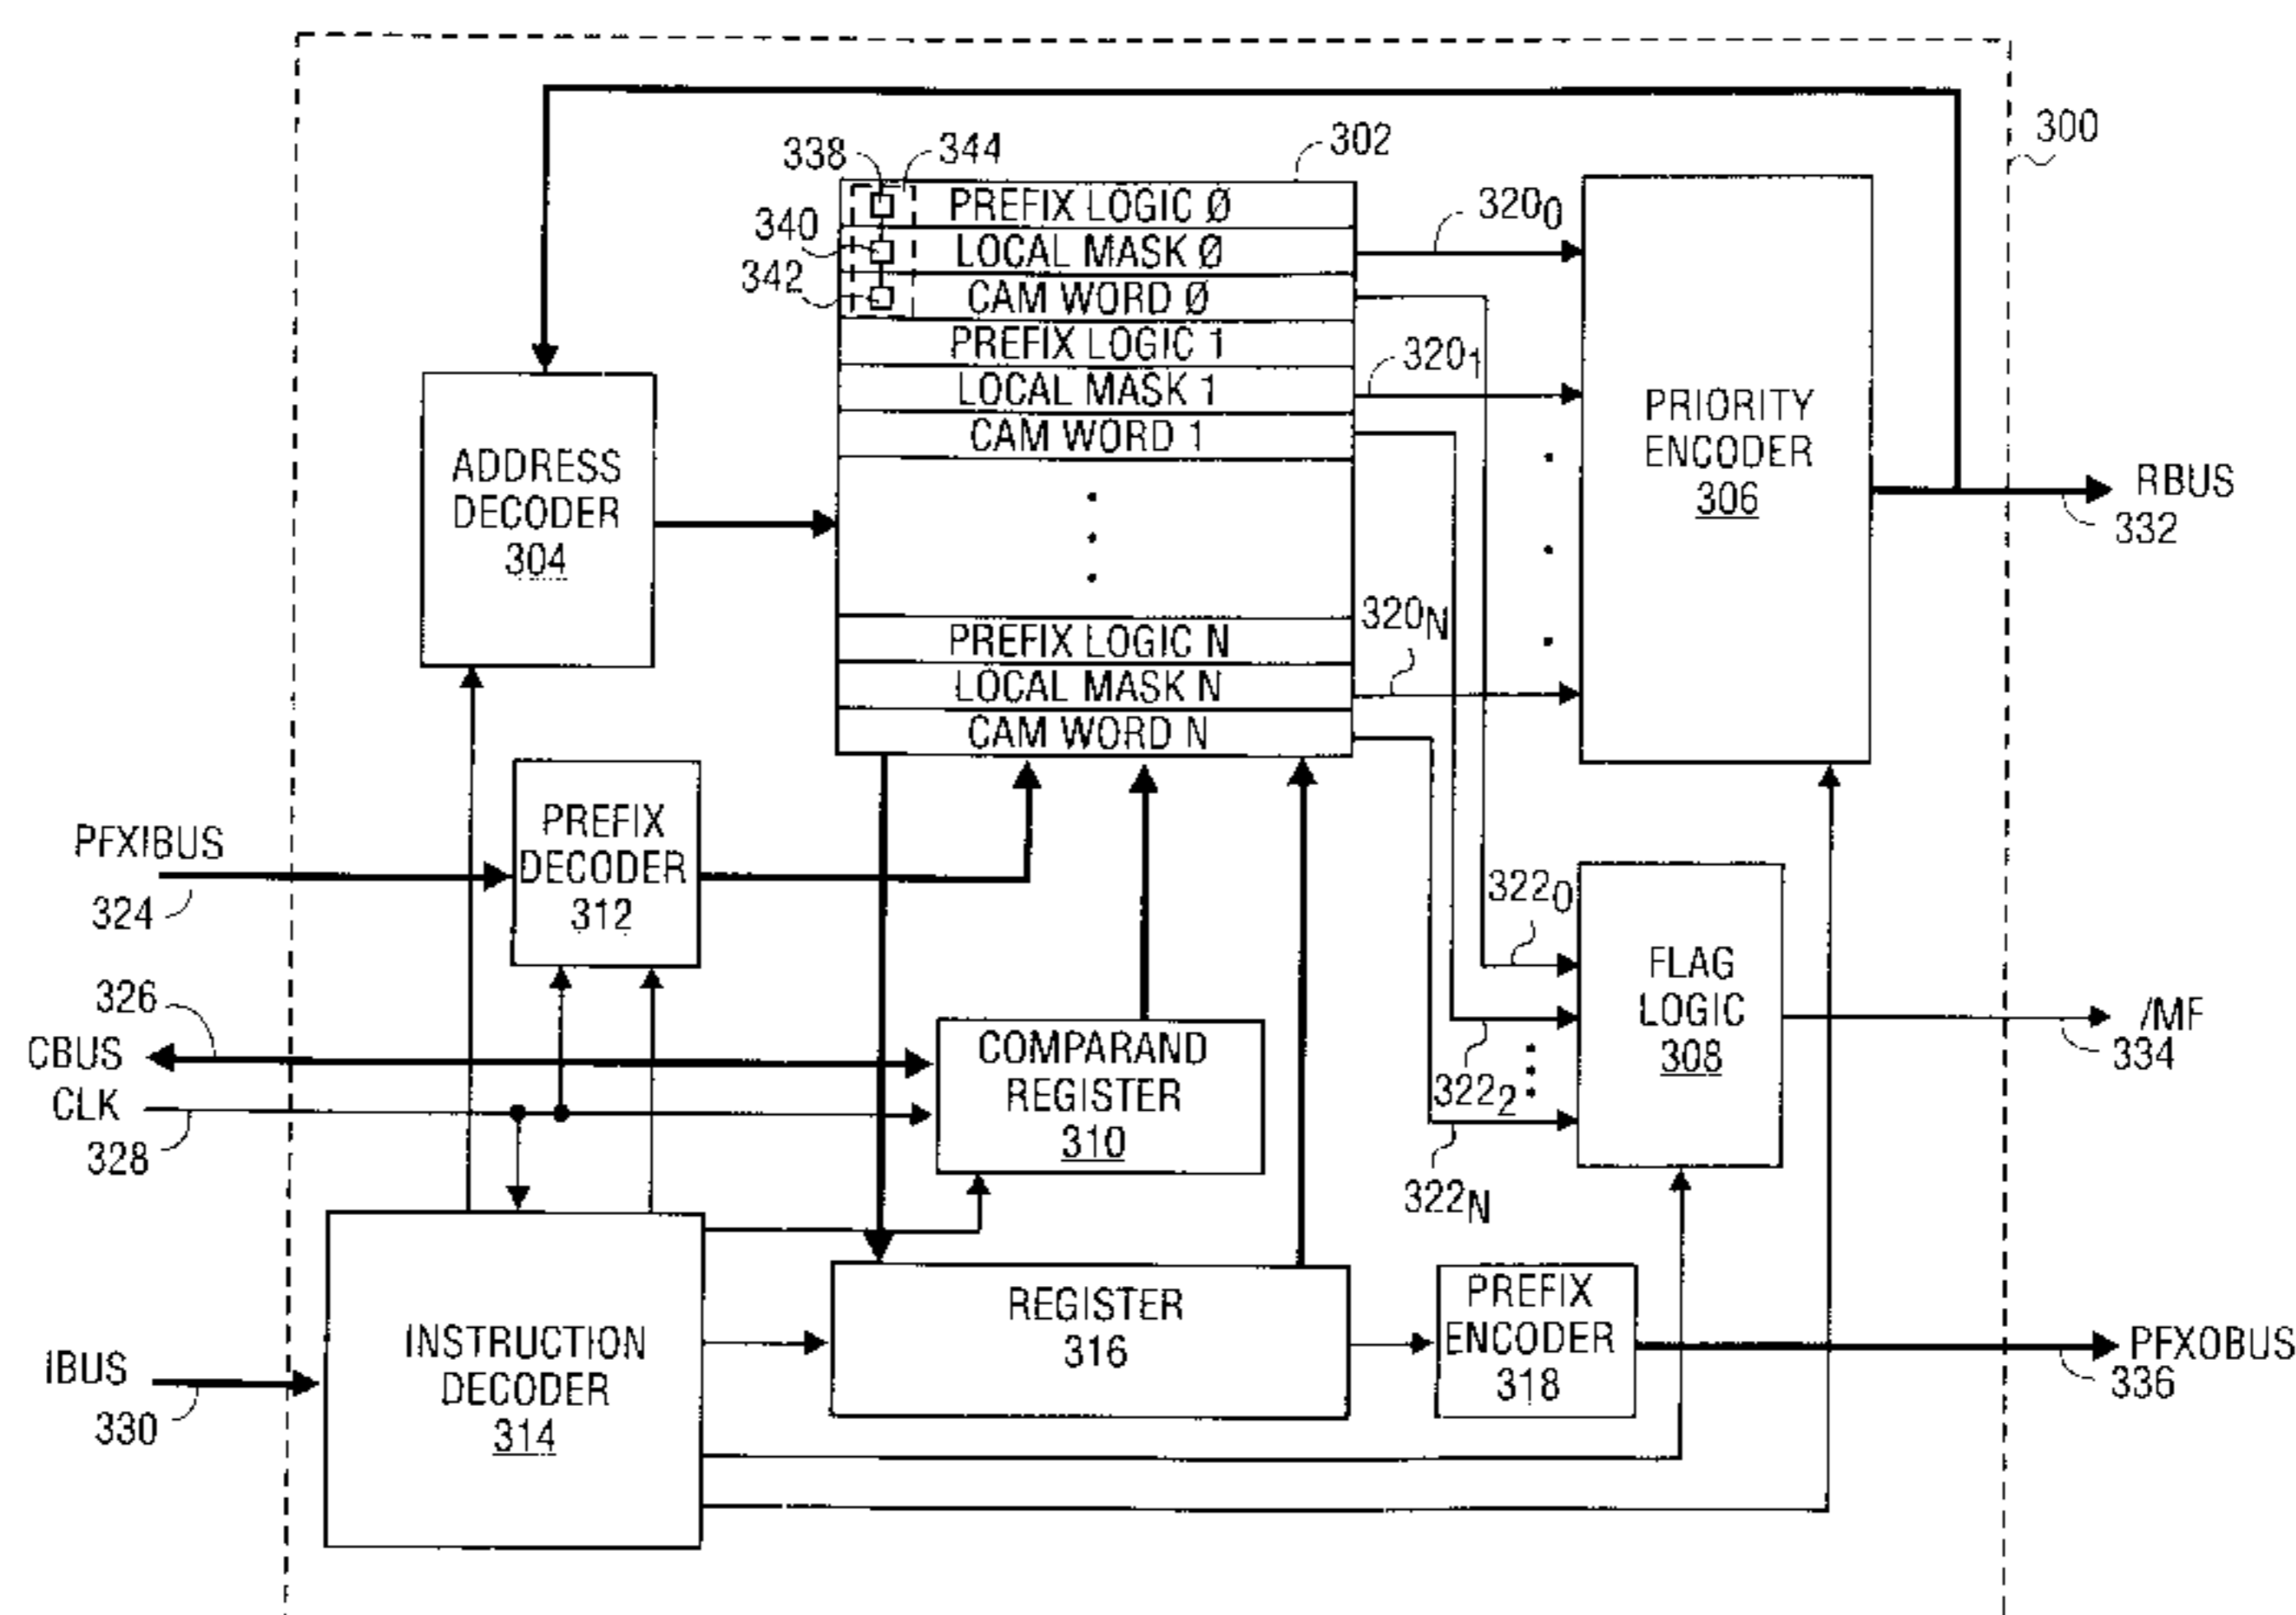 300
302
338
344
340
342
PREFIX LOGIC Ø
LOCAL MASK Ø
CAM WORD Ø
PREFIX LOGIC 1
LOCAL MASK 1
CAM WORD 1
PREFIX LOGIC N
LOCAL MASK N
CAM WORD N
320₀
320₁
320N
ADDRESS
DECODER
304
PRIORITY
ENCODER
306
RBUS
332
PFXIBUS
324
PREFIX
DECODER
312
322₀
322₂
322N
FLAG
LOGIC
308
/MF
334
326
CBUS
CLK
328
COMPARAND
REGISTER
310
IBUS
330
INSTRUCTION
DECODER
314
REGISTER
316
PREFIX
ENCODER
318
PFXOBUS
336